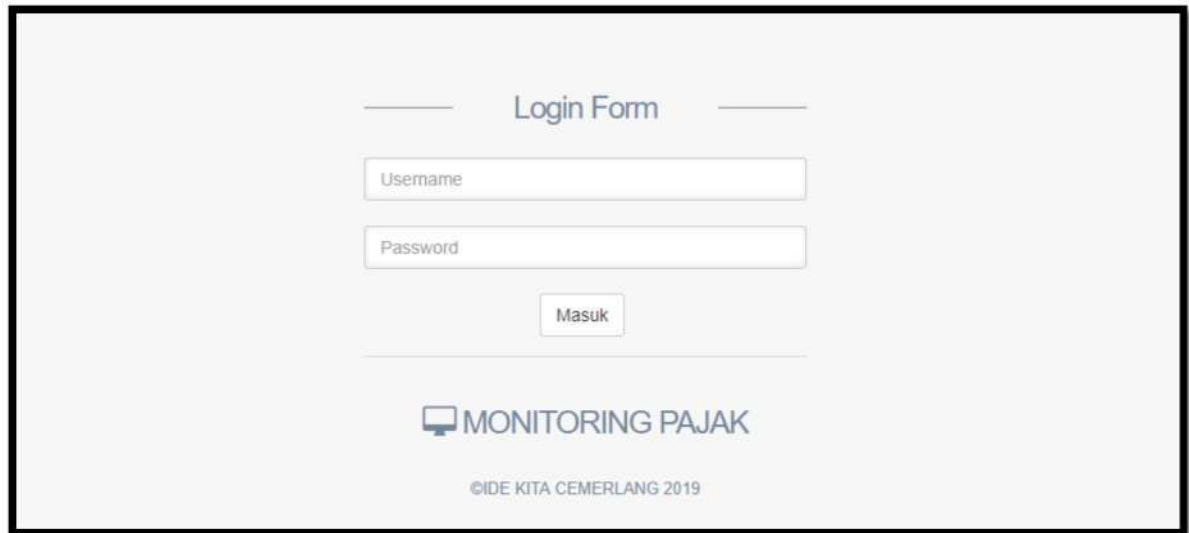 Login Form
Username
Password
Masuk
MONITORING PAJAK
©IDE KITA CEMERLANG 2019